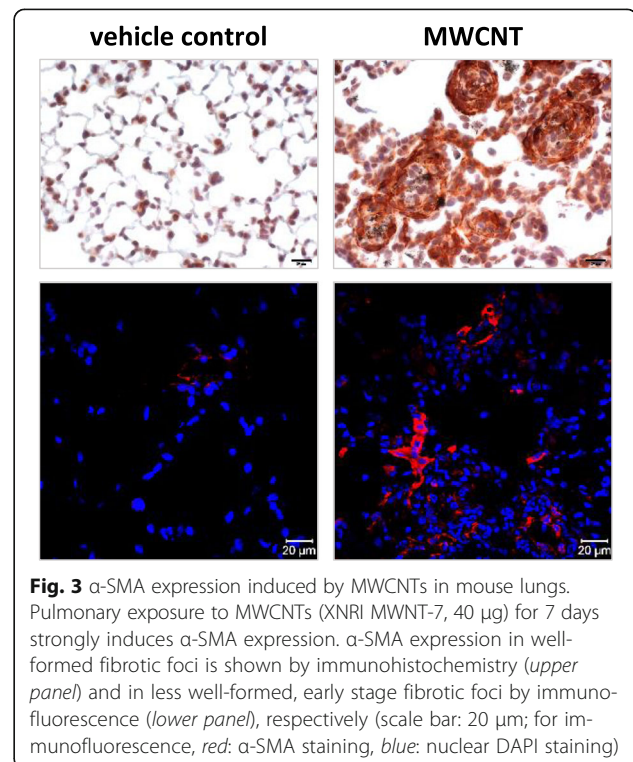 vehicle control
MWCNT
20 µm
20 µm
Fig. 3 α-SMA expression induced by MWCNTs in mouse lungs.
Pulmonary exposure to MWCNTs (XNRI MWNT-7, 40 µg) for 7 days
strongly induces α-SMA expression. α-SMA expression in well-
formed fibrotic foci is shown by immunohistochemistry (upper
panel) and in less well-formed, early stage fibrotic foci by immuno-
fluorescence (lower panel), respectively (scale bar: 20 µm; for im-
munofluorescence, red: α-SMA staining, blue: nuclear DAPI staining)